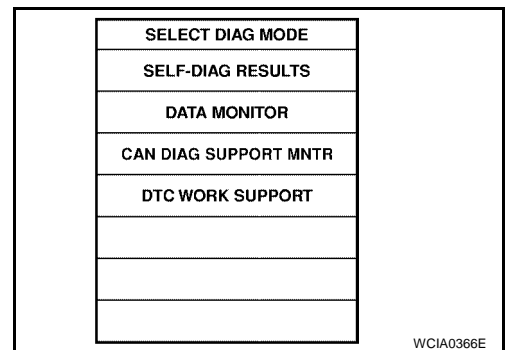 SELECT DIAG MODE
SELF-DIAG RESULTS
DATA MONITOR
CAN DIAG SUPPORT MNTR
DTC WORK SUPPORT
WCIA0366E